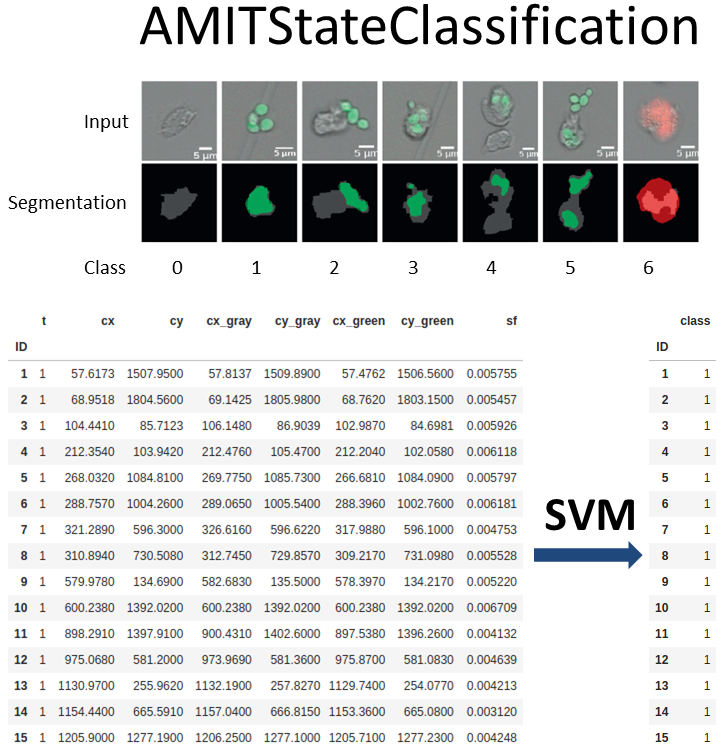 AMITStateClassification
Input
5 µm 5 µm 5 µm 5 µm 5 µm 5 µm 5 µm
Segmentation
Class 0 1 2 3 4 5 6
t cx cy cx_gray cy_gray cx_green cy_green sf class
ID ID
1 1 57.6173 1507.9500 57.8137 1509.8900 57.4762 1506.5600 0.005755 1 1
2 1 68.9518 1804.5600 69.1425 1805.9800 68.7620 1803.1500 0.005457 2 1
3 1 104.4410 85.7123 106.1480 86.9039 102.9870 84.6981 0.005926 3 1
4 1 212.3540 103.9420 212.4760 105.4700 212.2040 102.0580 0.006118 4 1
5 1 268.0320 1084.8100 269.7750 1085.7300 266.6810 1084.0900 0.005797 5 1
6 1 288.7570 1004.2600 289.0650 1005.5400 288.3960 1002.7600 0.006181 6 1
7 1 321.2890 596.3000 326.6160 596.6220 317.9880 596.1000 0.004753 SVM 7 1
8 1 310.8940 730.5080 312.7450 729.8570 309.2170 731.0980 0.005528 8 1
9 1 579.9780 134.6900 582.6830 135.5000 578.3970 134.2170 0.005220 9 1
10 1 600.2380 1392.0200 600.2380 1392.0200 600.2380 1392.0200 0.006709 10 1
11 1 898.2910 1397.9100 900.4310 1402.6000 897.5380 1396.2600 0.004132 11 1
12 1 975.0680 581.2000 973.9690 581.3600 975.8700 581.0830 0.004639 12 1
13 1 1130.9700 255.9620 1132.1900 257.8270 1129.7400 254.0770 0.004213 13 1
14 1 1154.4400 665.5910 1157.0400 666.8150 1153.3600 665.0800 0.003120 14 1
15 1 1205.9000 1277.1900 1206.2500 1277.1000 1205.7100 1277.2300 0.004248 15 1